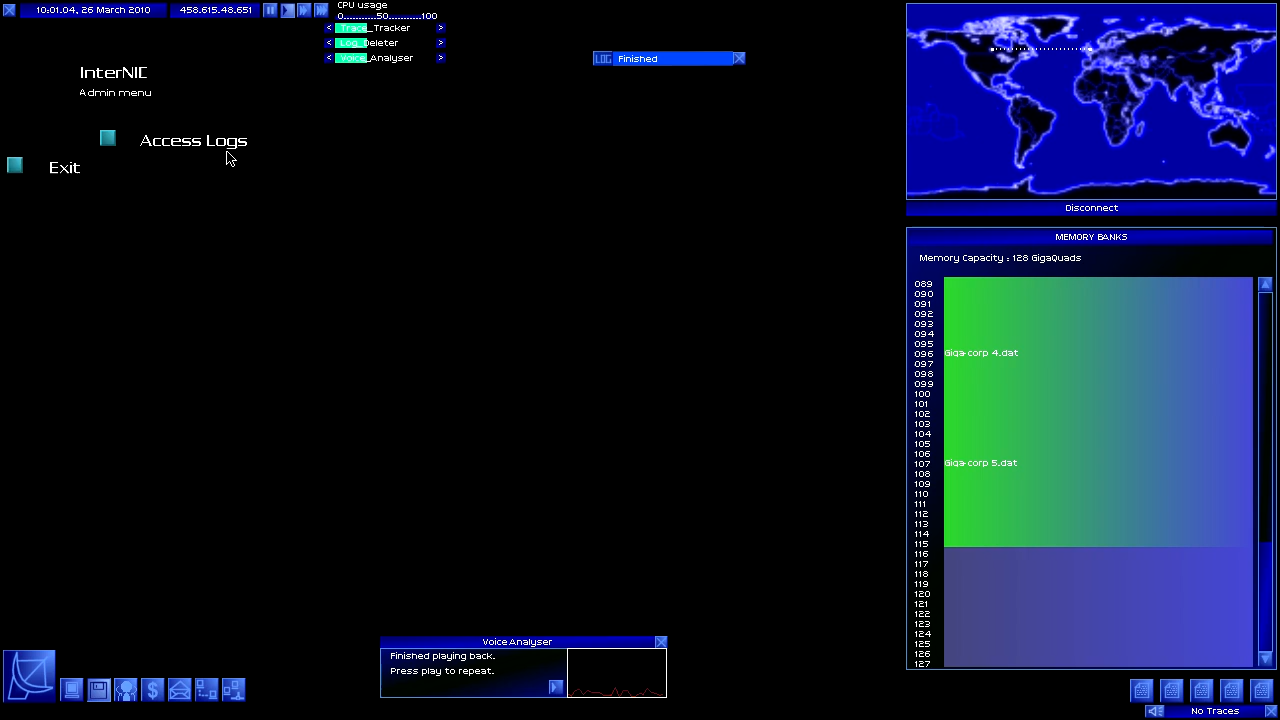 10:01.04, 26 March 2010
458.615.48.651
CPU usage
0..........50.........100
< Trace_Tracker >
< Log_Deleter >
< Voice_Analyser >
LOG Finished
InterNIC
Admin menu
Access Logs
Exit
Disconnect
MEMORY BANKS
Memory Capacity : 128 GigaQuads
089
090
091
092
093
094
095
096 Giga-corp 4.dat
097
098
099
100
101
102
103
104
105
106
107 Giga-corp 5.dat
108
109
110
111
112
113
114
115
116
117
118
119
120
121
122
123
124
125
126
127
Voice Analyser
Finished playing back.
Press play to repeat.
No Traces